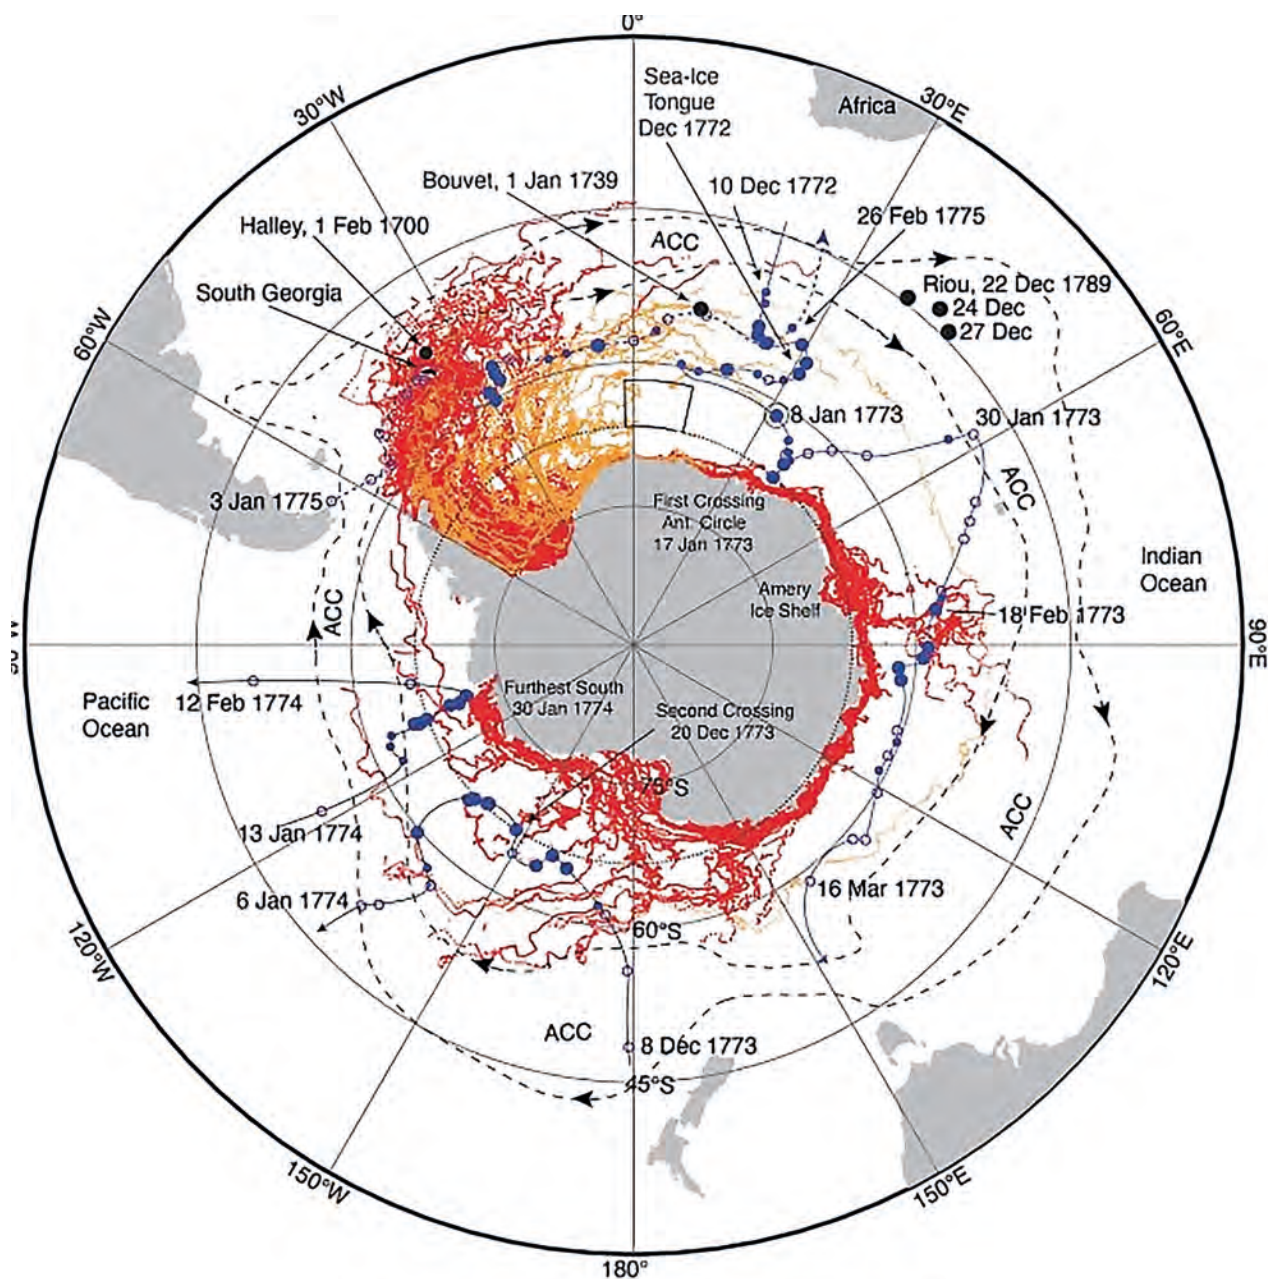 0°
Sea-Ice
Tongue
Dec 1772
Africa
30°E
30°W
Bouvet, 1 Jan 1739
10 Dec 1772
26 Feb 1775
Halley, 1 Feb 1700
ACC
South Georgia
Riou, 22 Dec 1789
24 Dec
27 Dec
60°W
60°E
8 Jan 1773
30 Jan 1773
ACC
3 Jan 1775
First Crossing
Ant. Circle
17 Jan 1773
Indian
Ocean
Amery
Ice Shelf
ACC
18 Feb 1773
90°E
Furthest South
30 Jan 1774
Pacific
Ocean
12 Feb 1774
Second Crossing
20 Dec 1773
75°S
ACC
13 Jan 1774
6 Jan 1774
16 Mar 1773
60°S
120°W
120°E
ACC
8 Dec 1773
45°S
150°W
150°E
180°